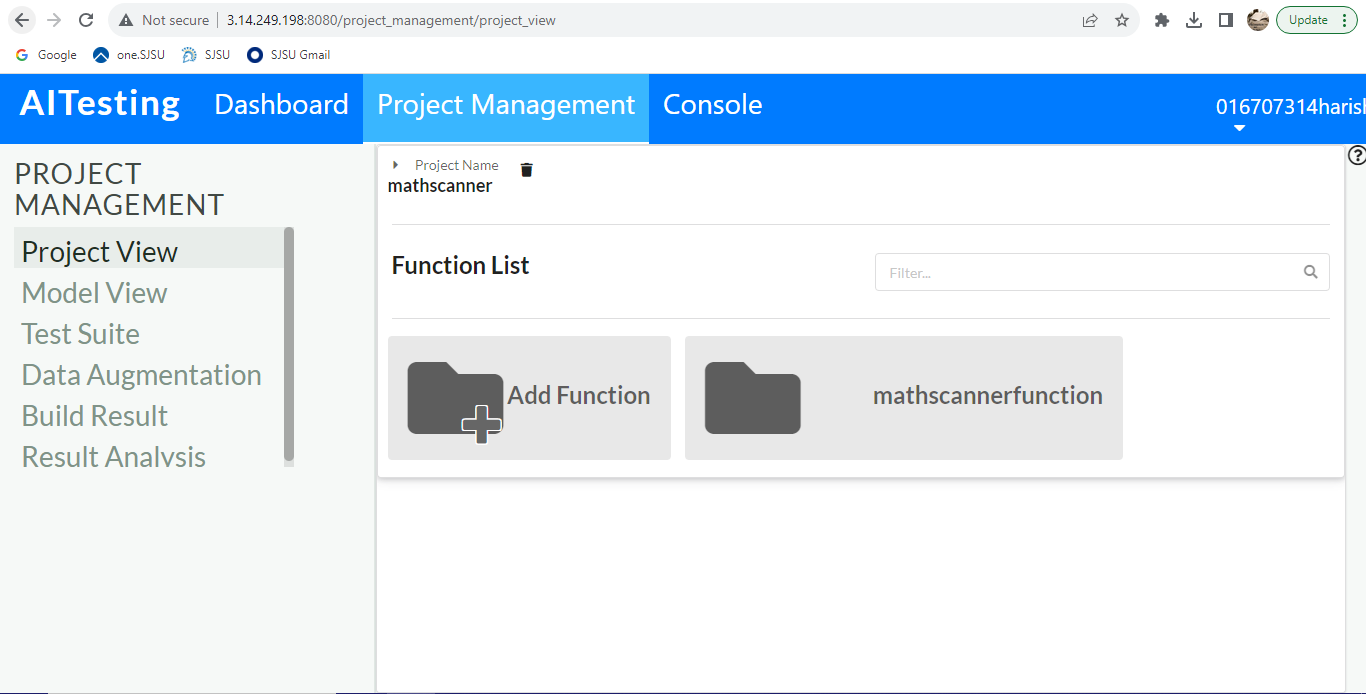 Not secure 3.14.249.198:8080/project_management/project_view Update
Google one.SJSU SJSU SJSU Gmail
AITesting Dashboard Project Management Console 016707314harish
PROJECT MANAGEMENT
Project View
Model View
Test Suite
Data Augmentation
Build Result
Result Analysis
Project Name
mathscanner
Function List
Filter...
Add Function mathscannerfunction